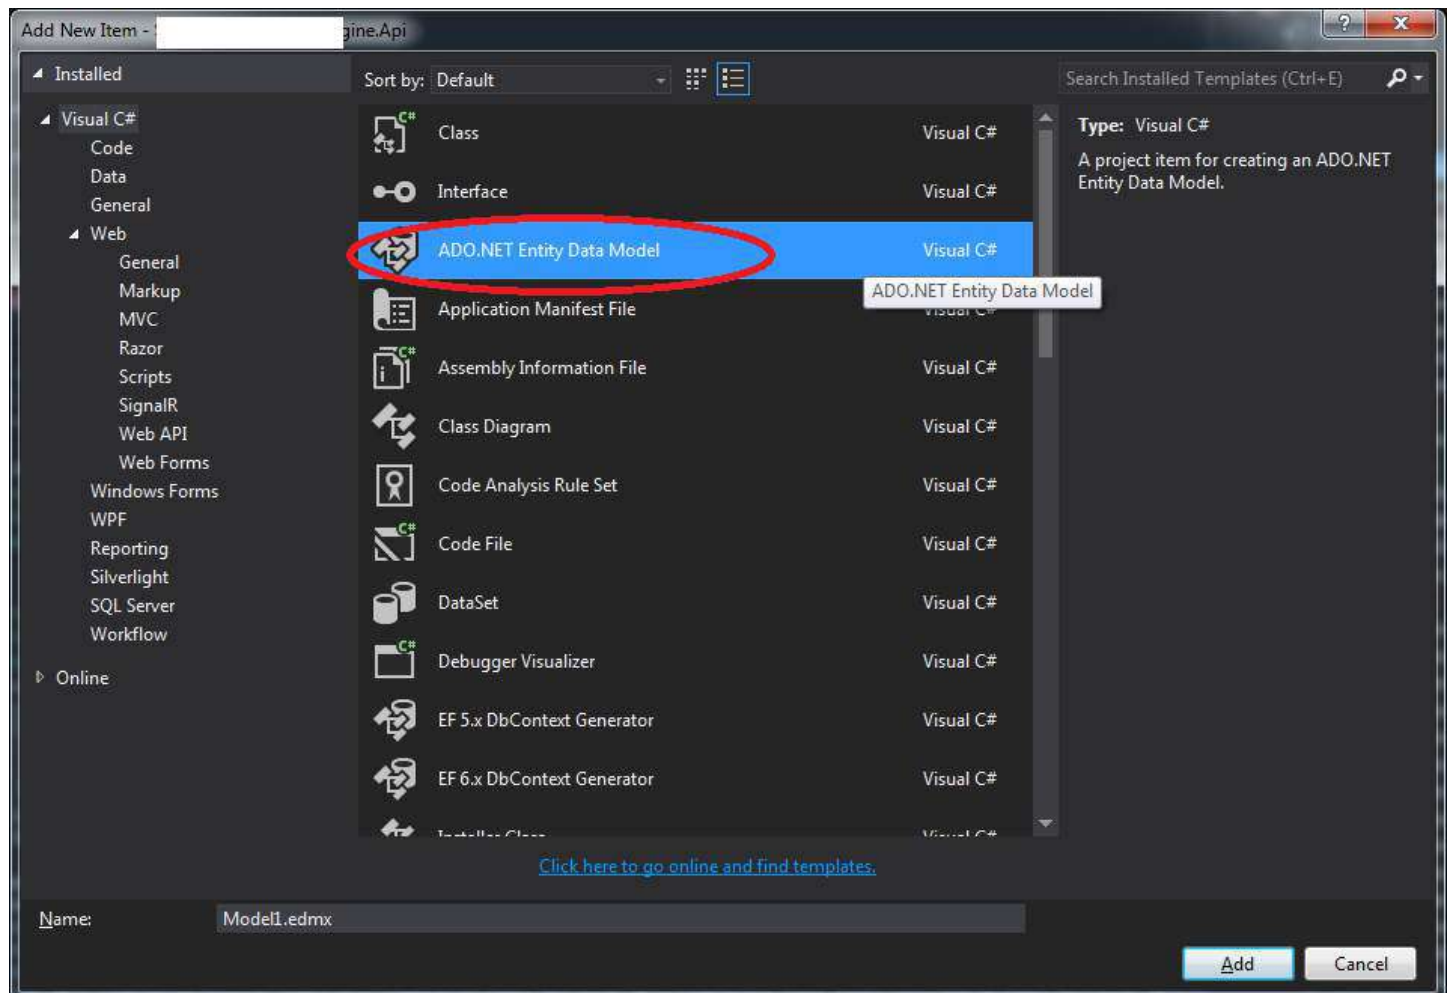 Add New Item - gine.Api
?
x
Installed
Visual C#
Code
Data
General
Web
General
Markup
MVC
Razor
Scripts
SignalR
Web API
Web Forms
Windows Forms
WPF
Reporting
Silverlight
SQL Server
Workflow
Online
Sort by: Default
Search Installed Templates (Ctrl+E)
Class Visual C#
Interface Visual C#
ADO.NET Entity Data Model Visual C#
ADO.NET Entity Data Model
Application Manifest File Visual C#
Assembly Information File Visual C#
Class Diagram Visual C#
Code Analysis Rule Set Visual C#
Code File Visual C#
DataSet Visual C#
Debugger Visualizer Visual C#
EF 5.x DbContext Generator Visual C#
EF 6.x DbContext Generator Visual C#
Installer Class Visual C#
Click here to go online and find templates.
Type: Visual C#
A project item for creating an ADO.NET
Entity Data Model.
Name: Model1.edmx
Add Cancel